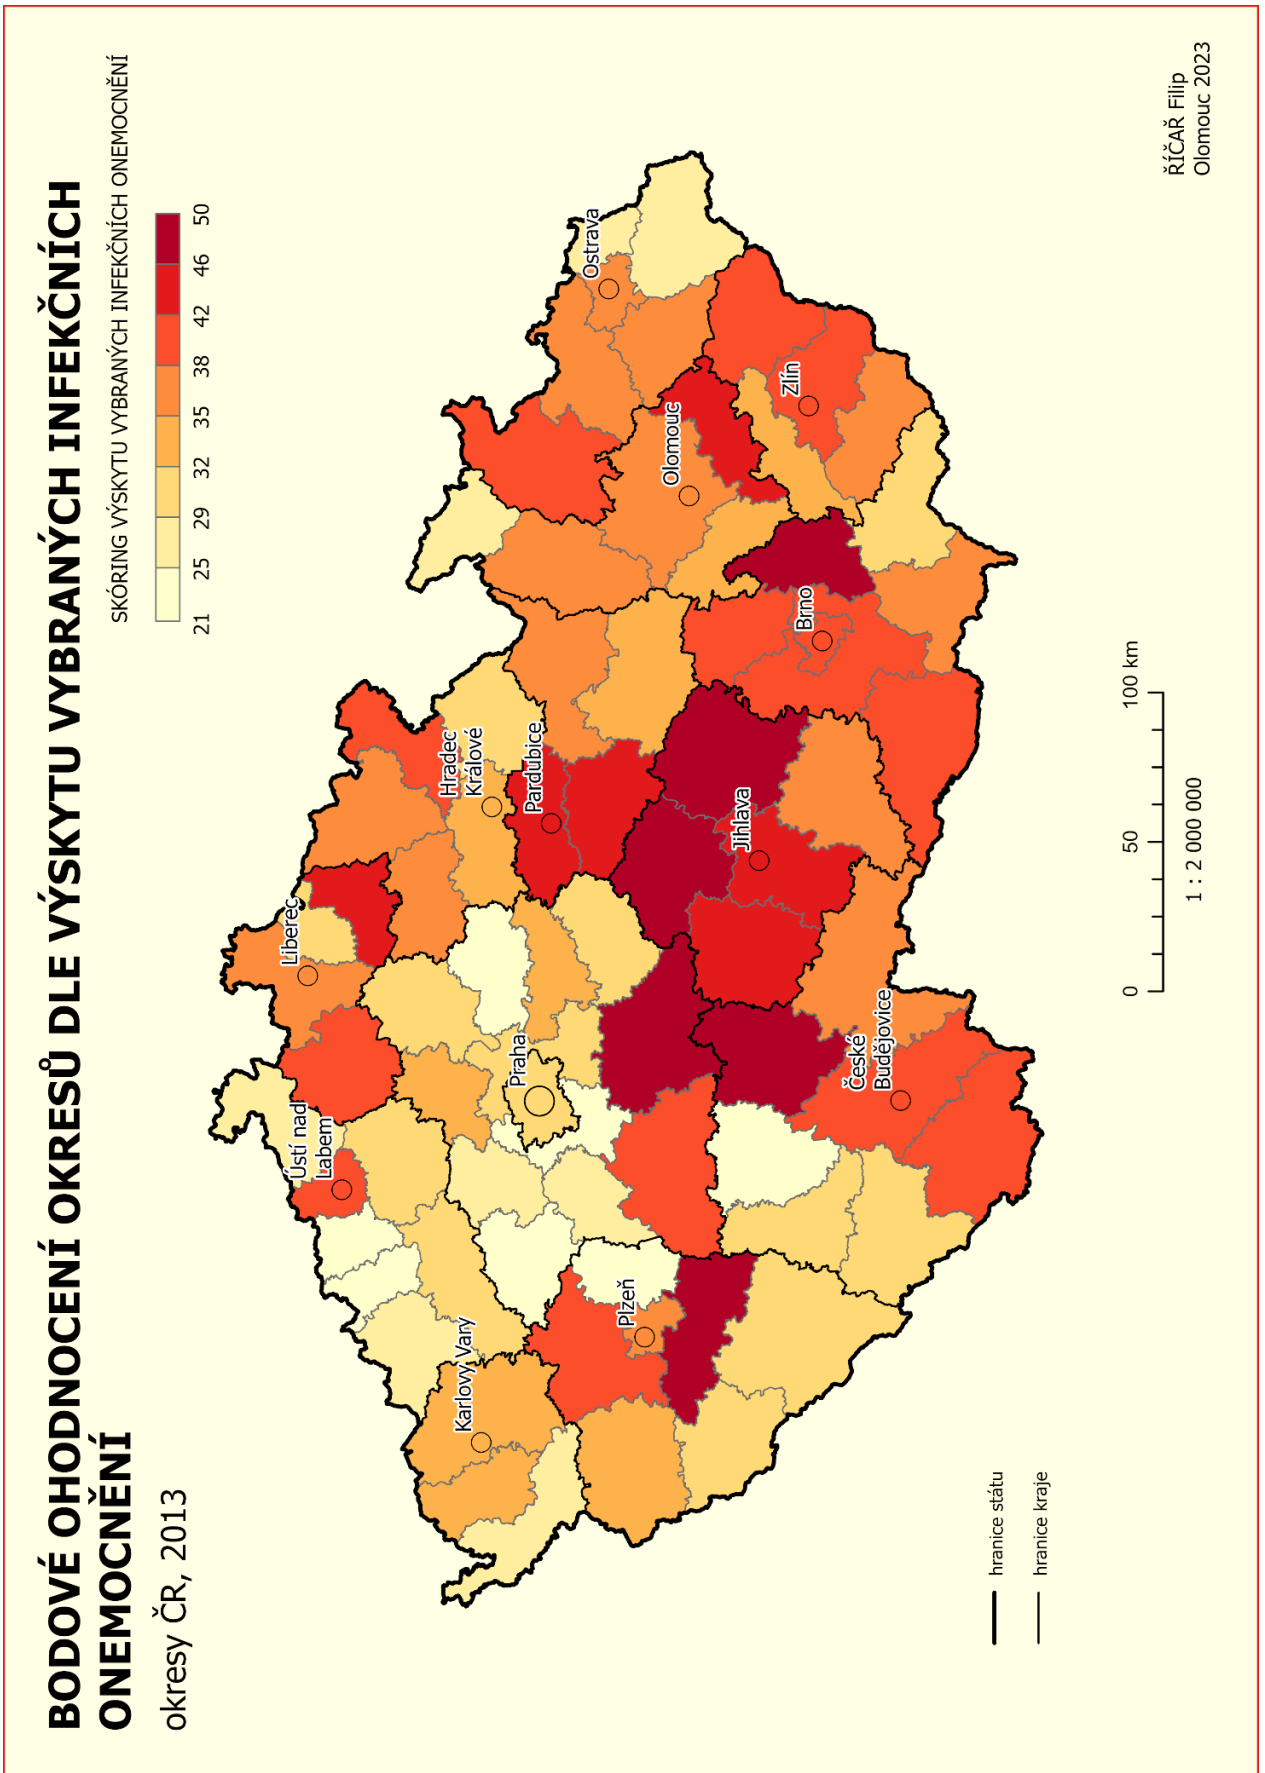 BODOVÉ OHODNOCENÍ OKRESŮ DLE VÝSKYTU VYBRANÝCH INFEKČNÍCH
ONEMOCNĚNÍ
okresy ČR, 2013
SKÓRING VÝSKYTU VYBRANÝCH INFEKČNÍCH ONEMOCNĚNÍ
21 25 29 32 35 38 42 46 50
Liberec
Ústí nad
Labem
Hradec
Králové
Karlovy Vary
Praha
Pardubice
Ostrava
Plzeň
Olomouc
Jihlava
Zlín
Brno
České
Budějovice
hranice státu
hranice kraje
0 50 100 km
1 : 2 000 000
ŘÍČAŘ Filip
Olomouc 2023